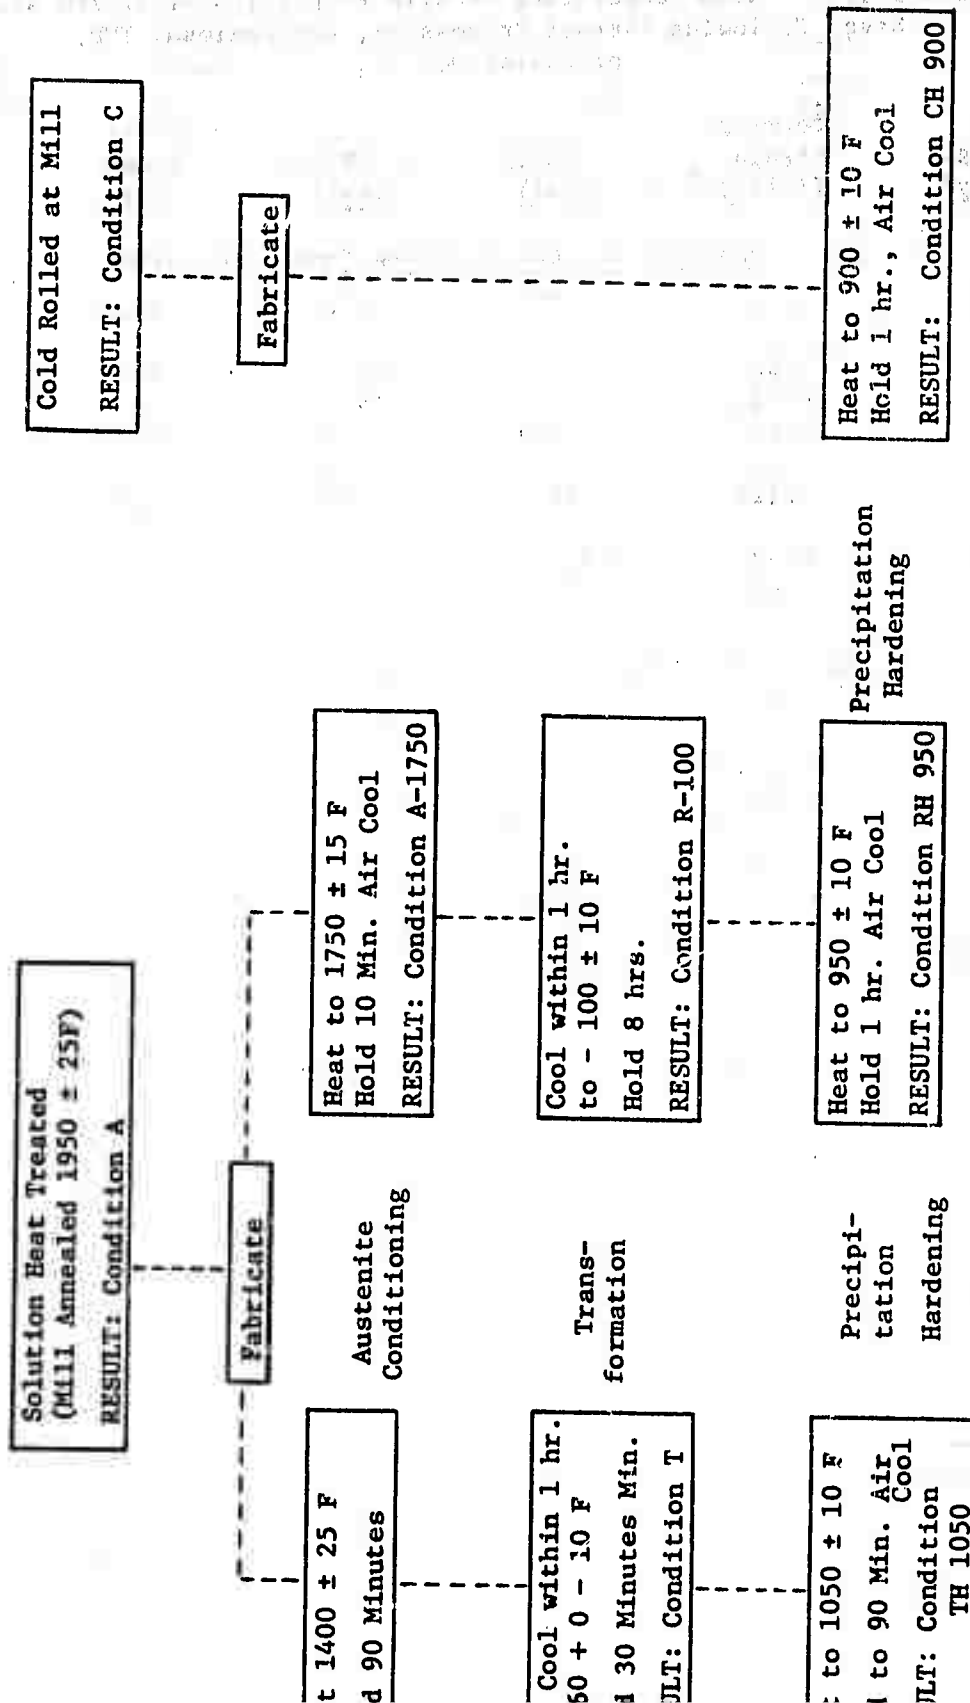 Solution Heat Treated
(Mill Annealed 1950 ± 25F)
RESULT: Condition A
Fabricate
1400 ± 25 F
90 Minutes
Cool within 1 hr.
+ 0 - 10 F
30 Minutes Min.
Condition T
to 1050 ± 10 F
to 90 Min. Air
Cool
Condition
TH 1050
Austenite
Conditioning
Trans-
formation
Precipi-
tation
Hardening
Heat to 1750 ± 15 F
Hold 10 Min. Air Cool
RESULT: Condition A-1750
Cool within 1 hr.
to - 100 ± 10 F
Hold 8 hrs.
RESULT: Condition R-100
Heat to 950 ± 10 F
Hold 1 hr. Air Cool
RESULT: Condition RH 950
Precipitation
Hardening
Cold Rolled at Mill
RESULT: Condition C
Fabricate
Heat to 900 ± 10 F
Hold 1 hr., Air Cool
RESULT: Condition CH 900